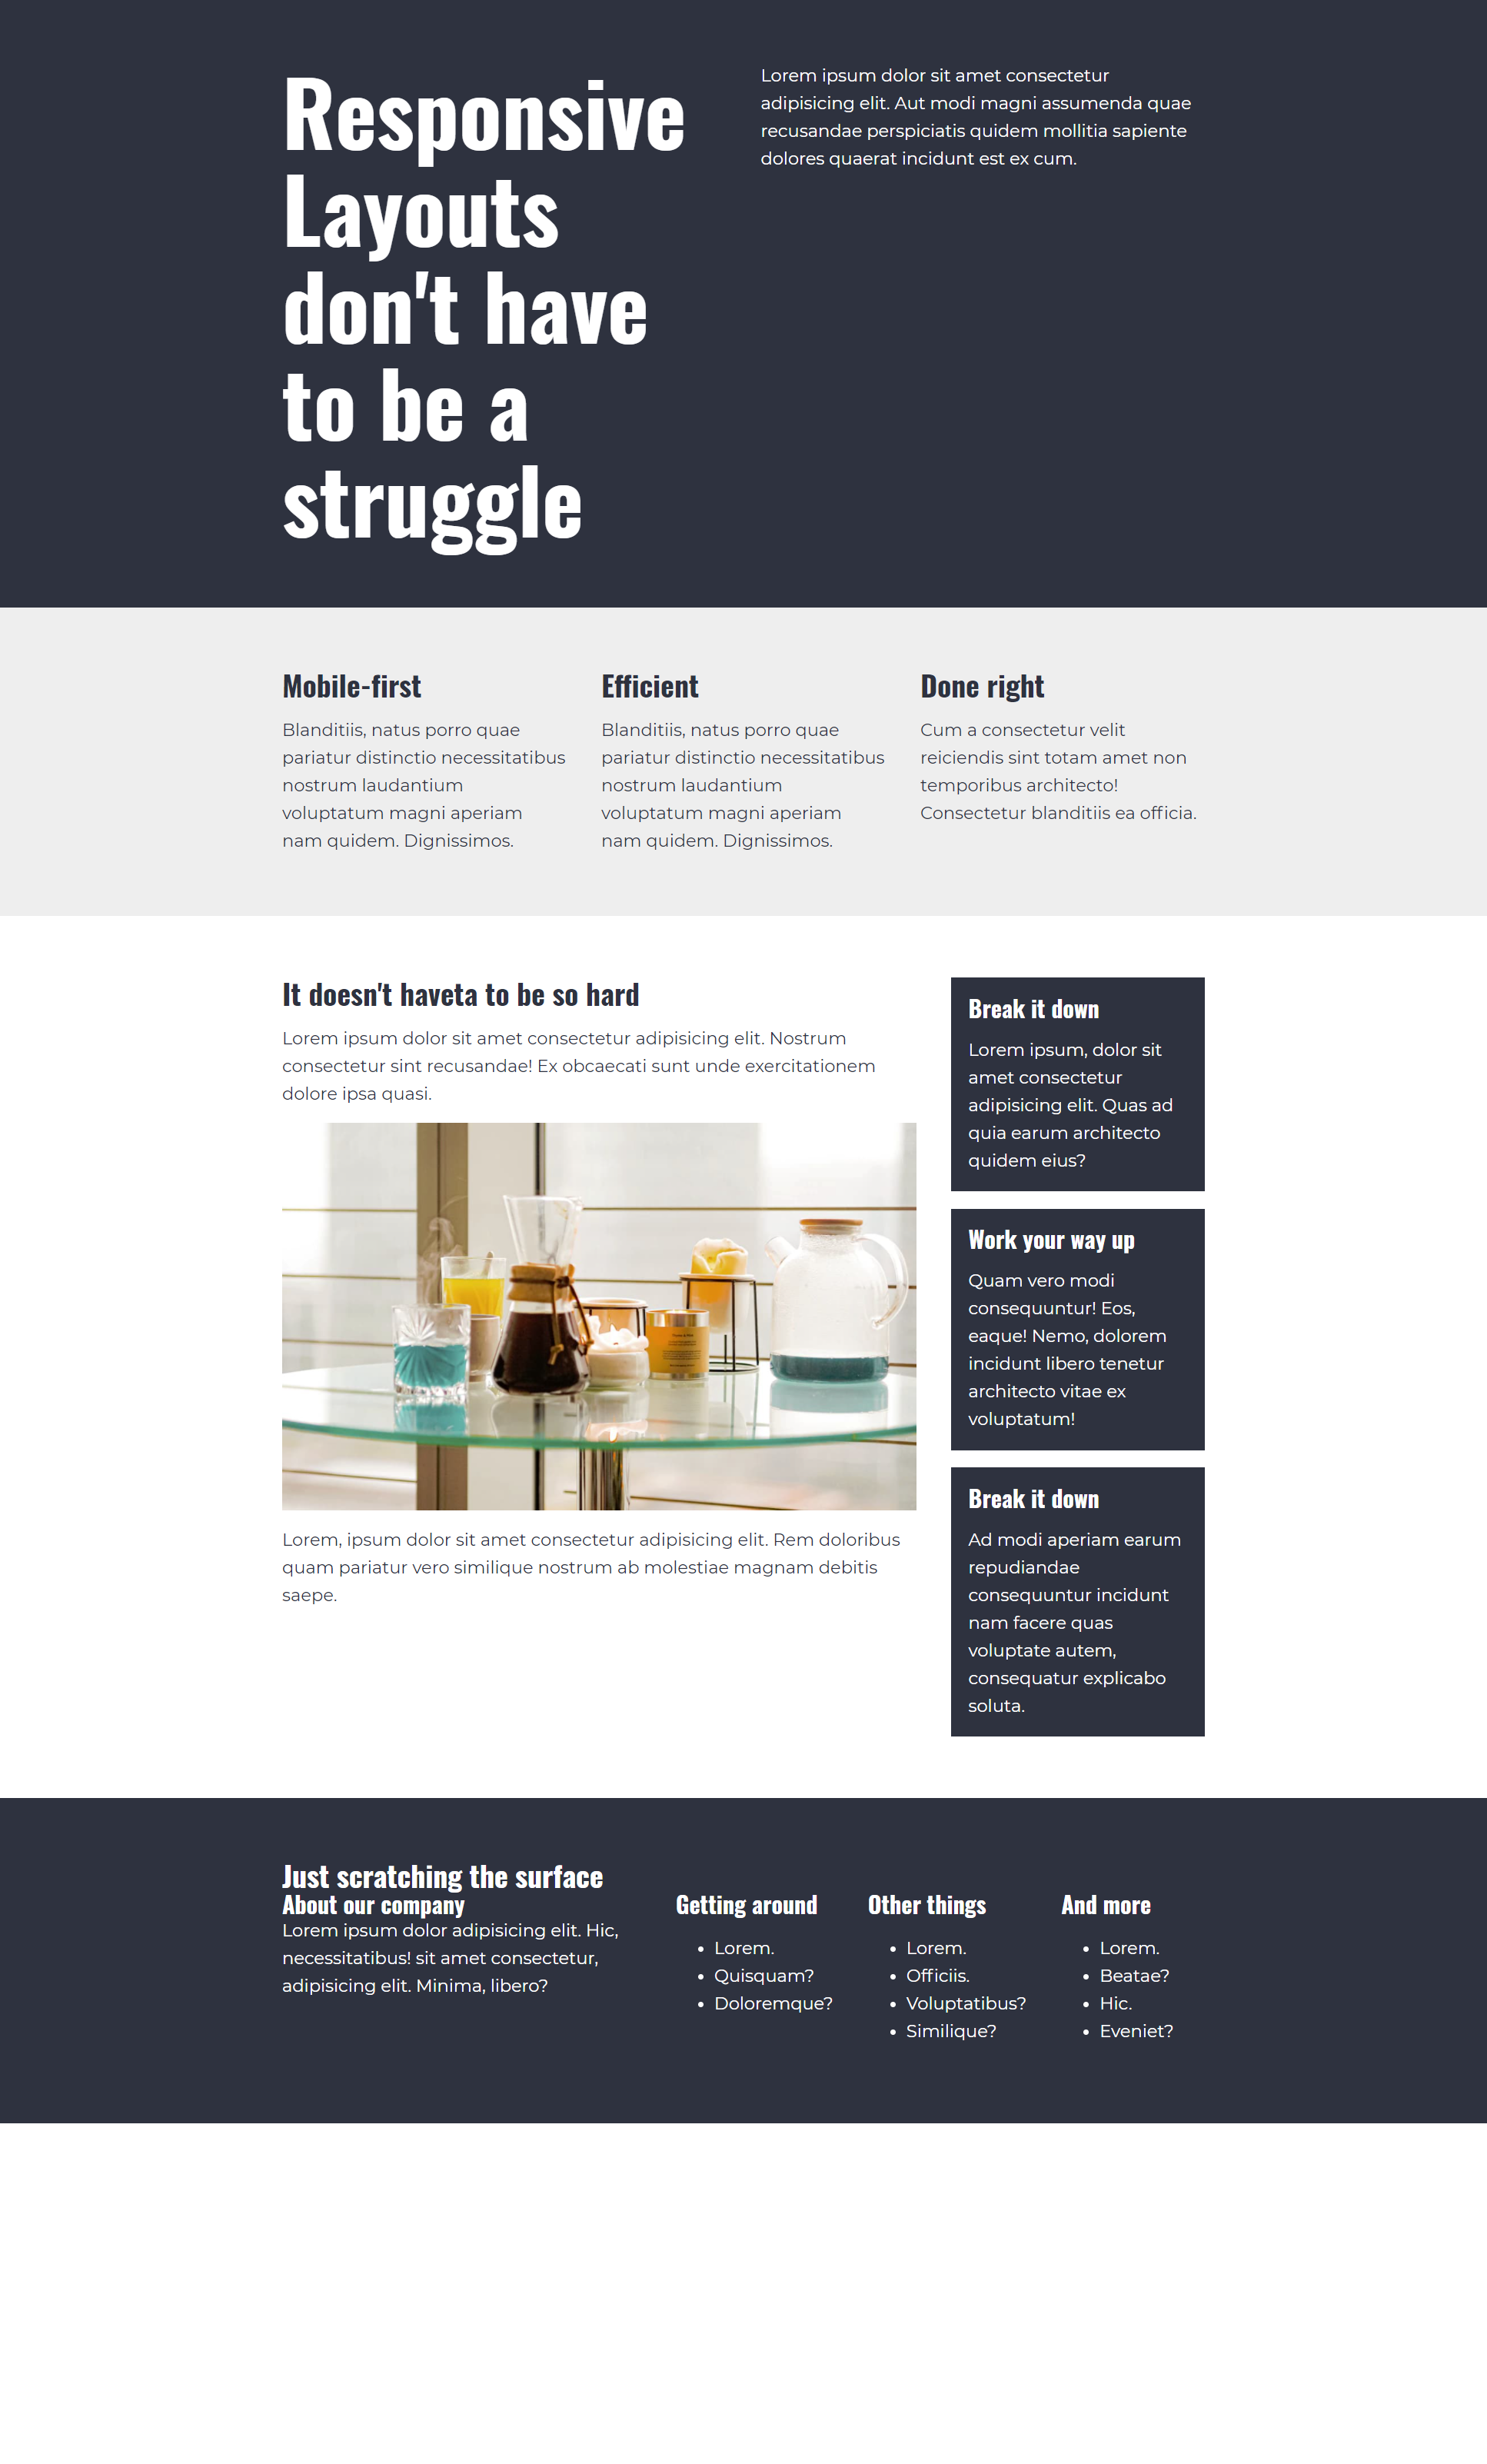 Responsive
Layouts
don't have
to be a
struggle
Lorem ipsum dolor sit amet consectetur
adipisicing elit. Aut modi magni assumenda quae
recusandae perspiciatis quidem mollitia sapiente
dolores quaerat incidunt est ex cum.
Mobile-first
Blanditiis, natus porro quae
pariatur distinctio necessitatibus
nostrum laudantium
voluptatum magni aperiam
nam quidem. Dignissimos.
Efficient
Blanditiis, natus porro quae
pariatur distinctio necessitatibus
nostrum laudantium
voluptatum magni aperiam
nam quidem. Dignissimos.
Done right
Cum a consectetur velit
reiciendis sint totam amet non
temporibus architecto!
Consectetur blanditiis ea officia.
It doesn't haveta to be so hard
Lorem ipsum dolor sit amet consectetur adipisicing elit. Nostrum
consectetur sint recusandae! Ex obcaecati sunt unde exercitationem
dolore ipsa quasi.
Lorem, ipsum dolor sit amet consectetur adipisicing elit. Rem doloribus
quam pariatur vero similique nostrum ab molestiae magnam debitis
saepe.
Break it down
Lorem ipsum, dolor sit
amet consectetur
adipisicing elit. Quas ad
quia earum architecto
quidem eius?
Work your way up
Quam vero modi
consequuntur! Eos,
eaque! Nemo, dolorem
incidunt libero tenetur
architecto vitae ex
voluptatum!
Break it down
Ad modi aperiam earum
repudiandae
consequuntur incidunt
nam facere quas
voluptate autem,
consequatur explicabo
soluta.
Just scratching the surface
About our company
Lorem ipsum dolor adipisicing elit. Hic,
necessitatibus! sit amet consectetur,
adipisicing elit. Minima, libero?
Getting around
• Lorem.
• Quisquam?
• Doloremque?
Other things
• Lorem.
• Officiis.
• Voluptatibus?
• Similique?
And more
• Lorem.
• Beatae?
• Hic.
• Eveniet?